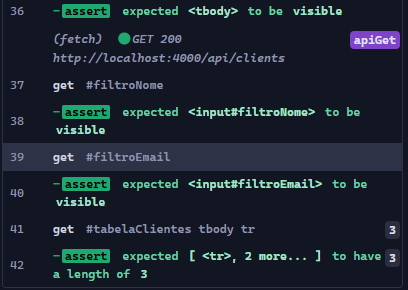 36 -assert expected <tbody> to be visible
(fetch) GET 200 apiGet
http://localhost:4000/api/clients
37 get #filtroNome
-assert expected <input#filtroNome> to be
38
visible
39 get #filtroEmail
-assert expected <input#filtroEmail> to be
40
visible
41 get #tabelaClientes tbody tr 3
-assert expected [ <tr>, 2 more... ] to have 3
42
a length of 3